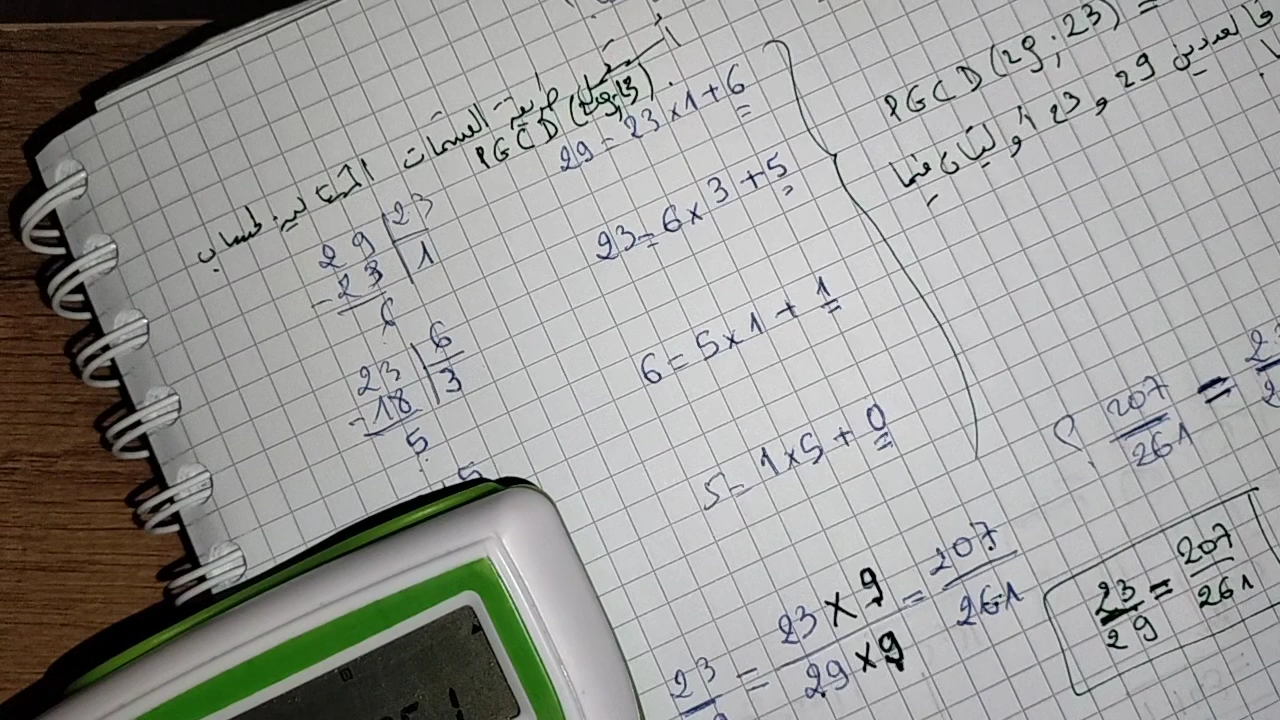 أ
طريقة القسمات المتتالية لحساب
PGCD (29;23).
29 | 23
-23 | 1
6
23 | 6
-18 | 3
5
29 = 23 × 1 + 6
23 = 6 × 3 + 5
6 = 5 × 1 + 1
5 = 1 × 5 + 0
PGCD (29 ; 23) =
فالعددين 29 و 23 أوليان فيما
? 207/261 =
23/ = 23 × 9/29 × 9 = 207/261
23/29 = 207/261